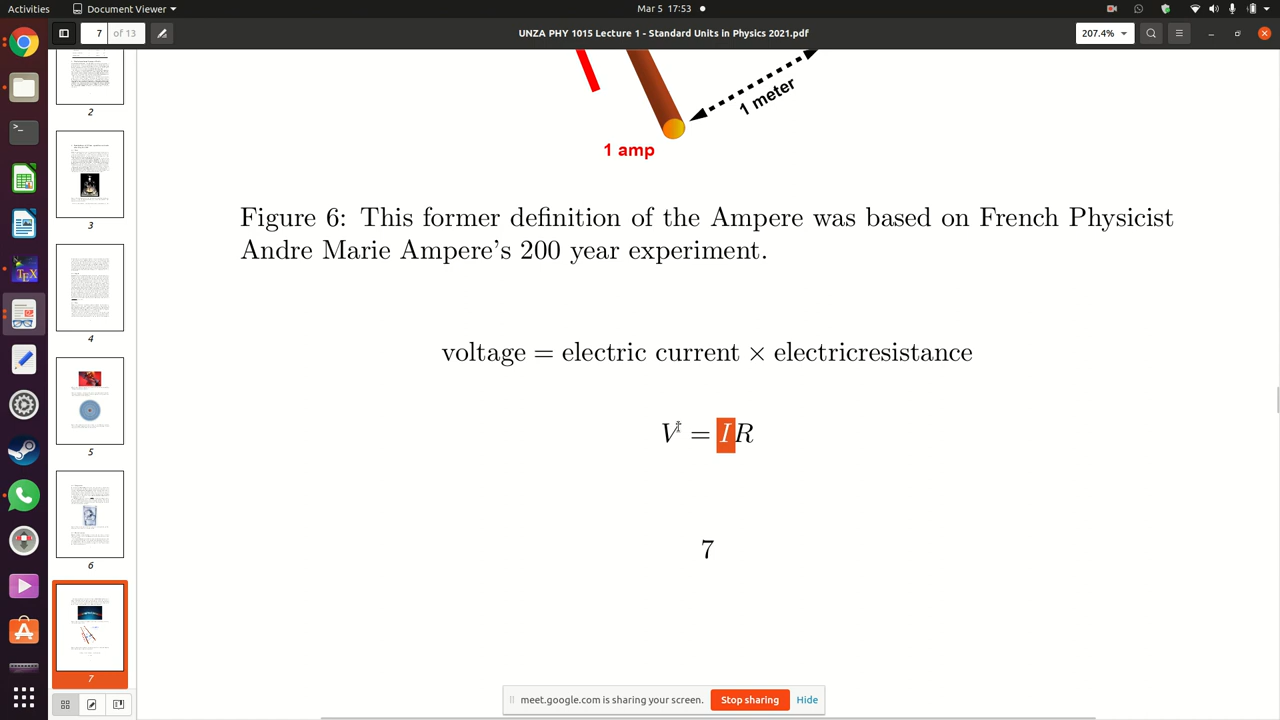 Activities
Document Viewer
Mar 5 17:53
7
of 13
UNZA PHY 1015 Lecture 1 - Standard Units in Physics 2021.pdf
207.4%
2
3
4
5
6
7
1 meter
1 amp
Figure 6: This former definition of the Ampere was based on French Physicist
Andre Marie Ampere's 200 year experiment.
voltage = electric current × electricresistance
V = IR
7
meet.google.com is sharing your screen.
Stop sharing
Hide